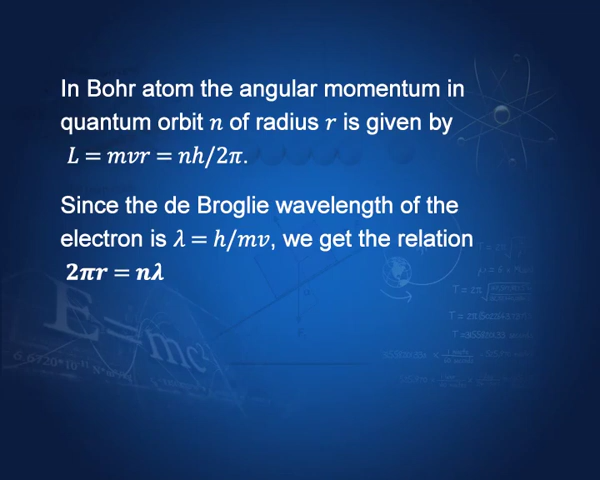 In Bohr atom the angular momentum in
quantum orbit n of radius r is given by
L = mvr = nh/2π.
Since the de Broglie wavelength of the
electron is λ = h/mv, we get the relation
2πr = nλ
E=mc²